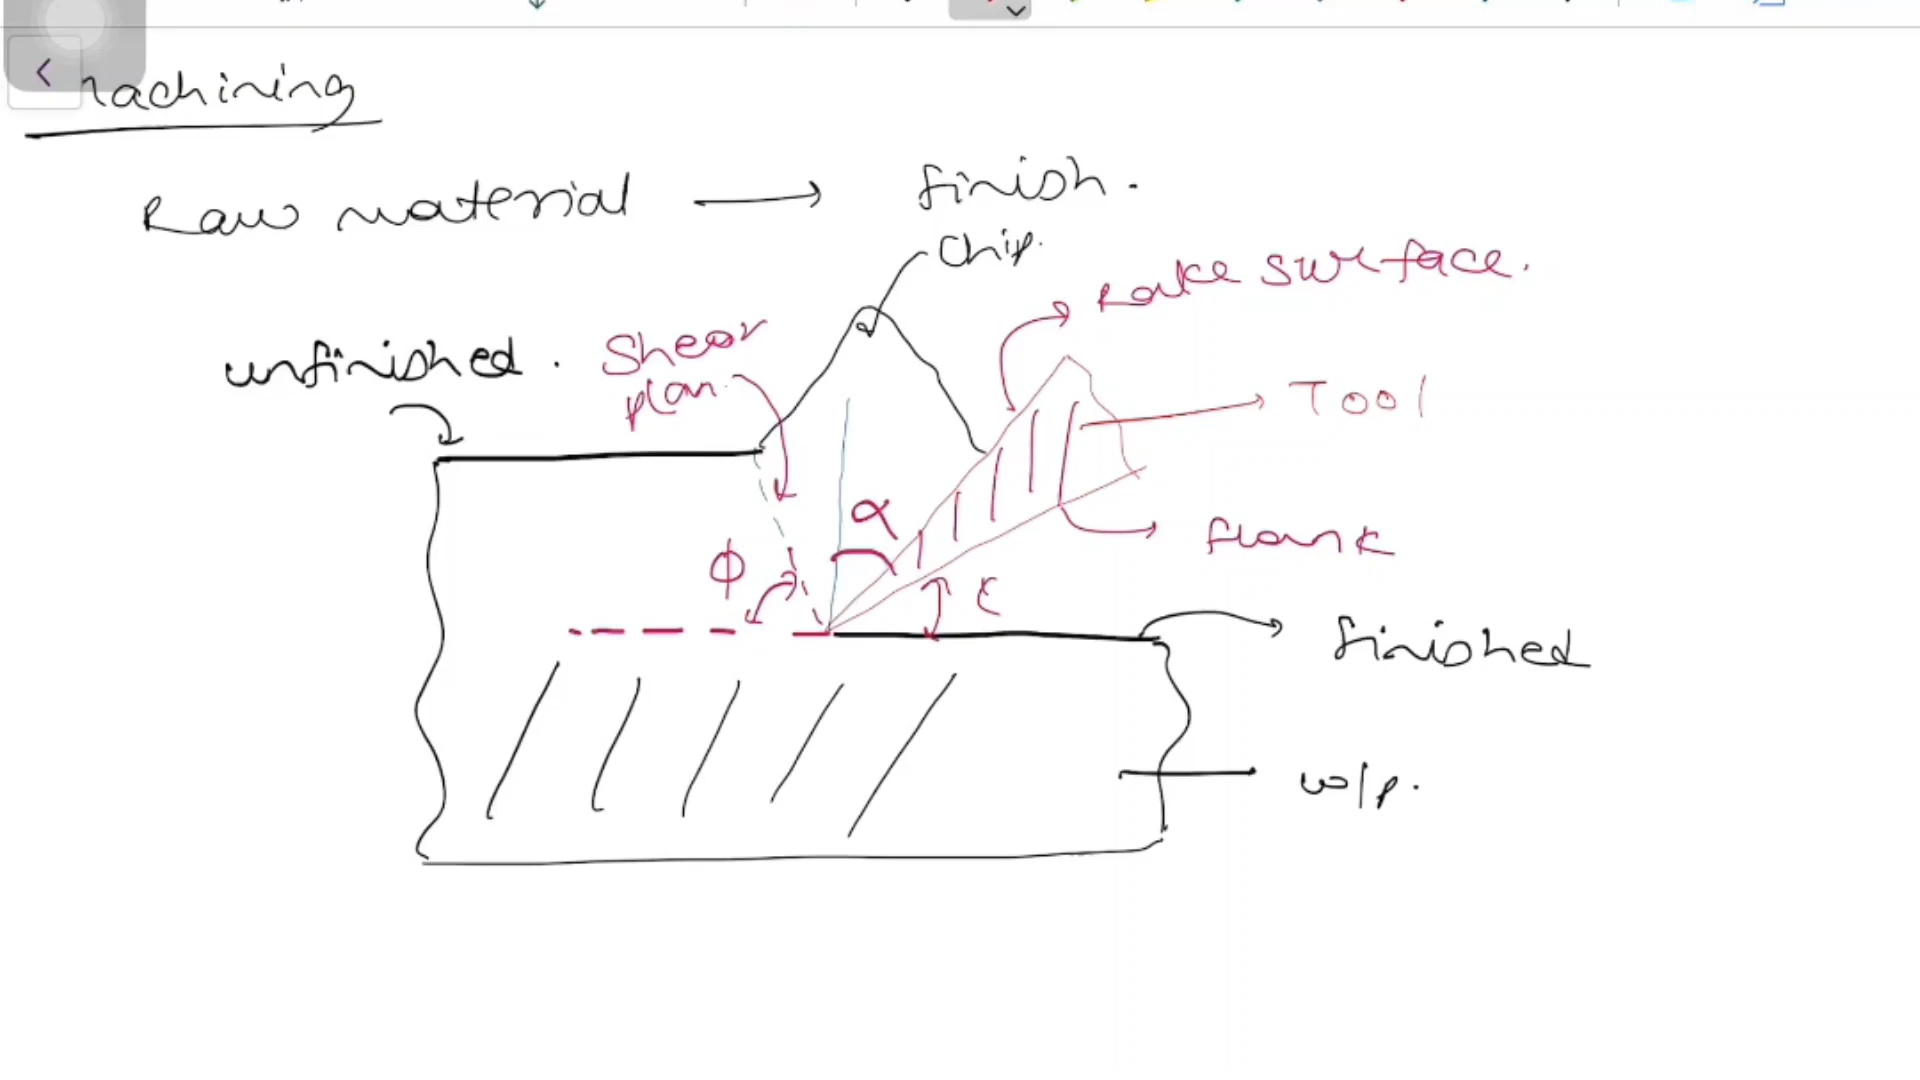 machining
Raw material → finish.
chip.
Rake surface.
unfinished.
Shear
plan.
Tool
α
flank
ϕ
ε
finished
w/p.